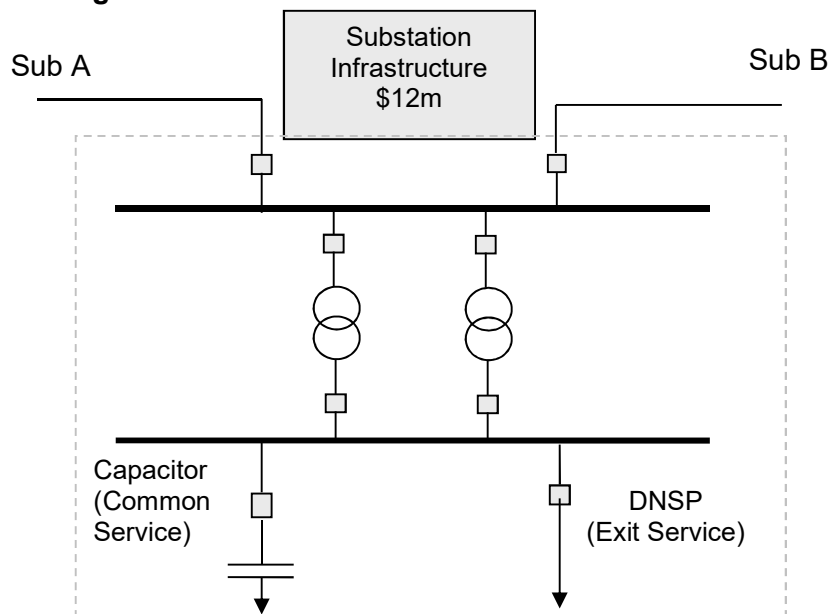 Sub A
Substation
Infrastructure
$12m
Sub B
Capacitor
(Common
Service)
DNSP
(Exit Service)